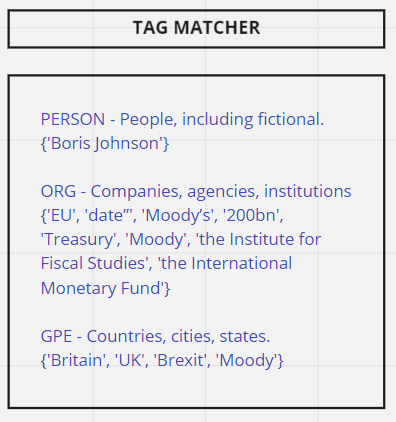 TAG MATCHER
PERSON - People, including fictional.
{'Boris Johnson'}
ORG - Companies, agencies, institutions
{'EU', 'date”', 'Moody’s', '200bn',
'Treasury', 'Moody', 'the Institute for
Fiscal Studies', 'the International
Monetary Fund'}
GPE - Countries, cities, states.
{'Britain', 'UK', 'Brexit', 'Moody'}